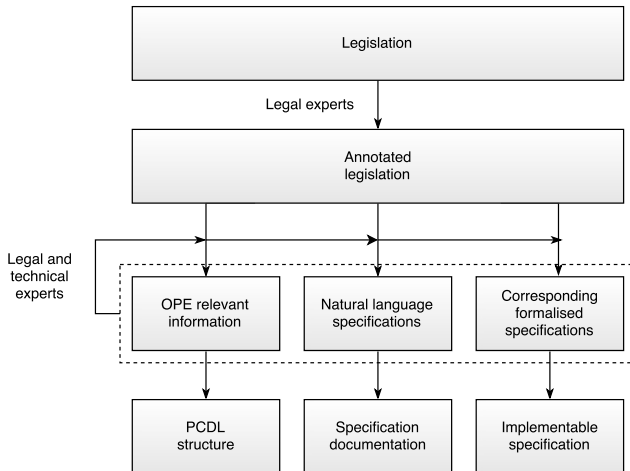 Legislation
Legal experts
Annotated
legislation
Legal and
technical
experts
OPE relevant
information
Natural language
specifications
Corresponding
formalised
specifications
PCDL
structure
Specification
documentation
Implementable
specification